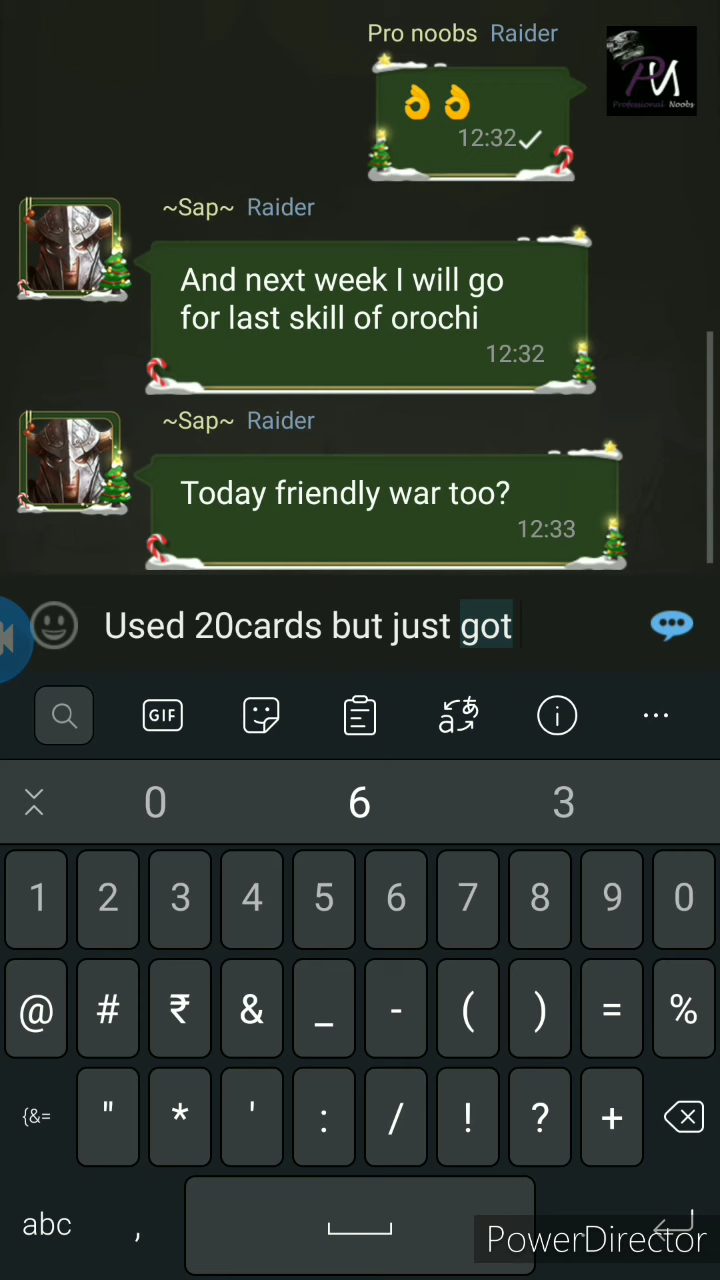 Pro noobs Raider
PN
Professional Noobs
12:32
~Sap~ Raider
And next week I will go
for last skill of orochi
12:32
~Sap~ Raider
Today friendly war too?
12:33
Used 20cards but just got
GIF
0 6 3
1 2 3 4 5 6 7 8 9 0
@ # ₹ & _ - ( ) = %
{&= " * ' : / ! ? +
abc ,
PowerDirector